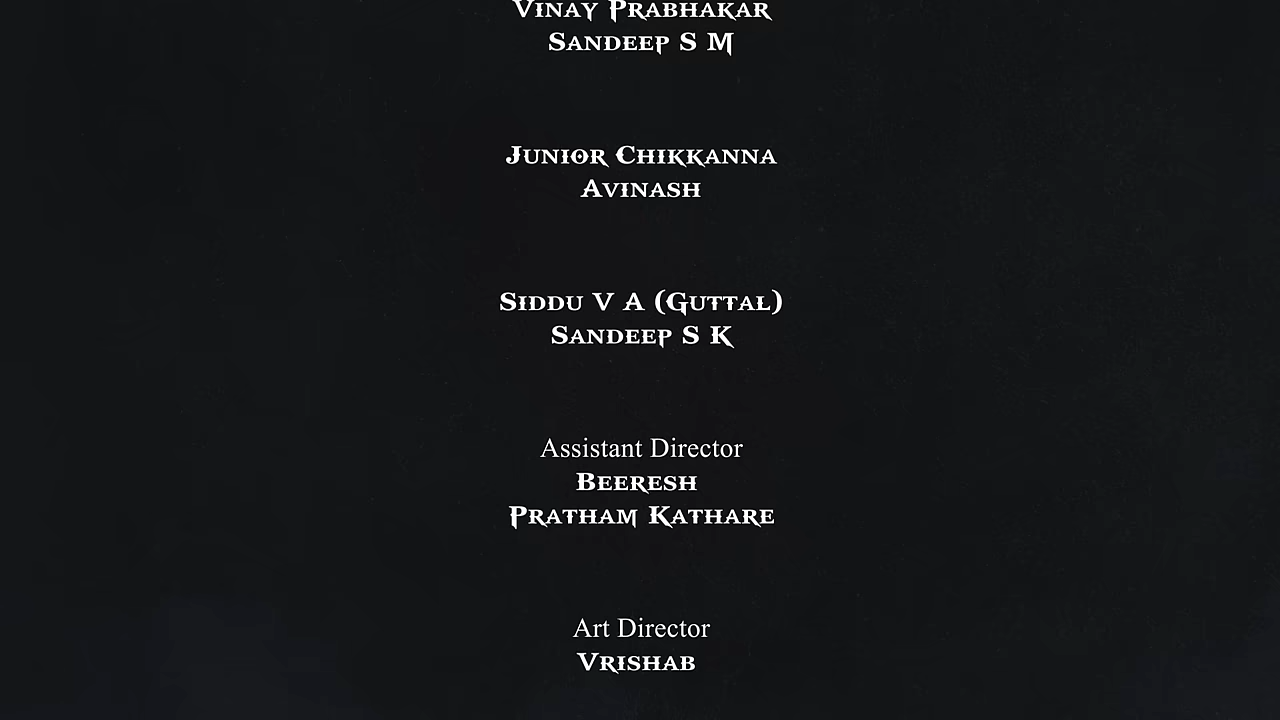 Vinay Prabhakar
Sandeep S M
Junior Chikkanna
Avinash
Siddu V A (Guttal)
Sandeep S K
Assistant Director
Beeresh
Pratham Kathare
Art Director
Vrishab